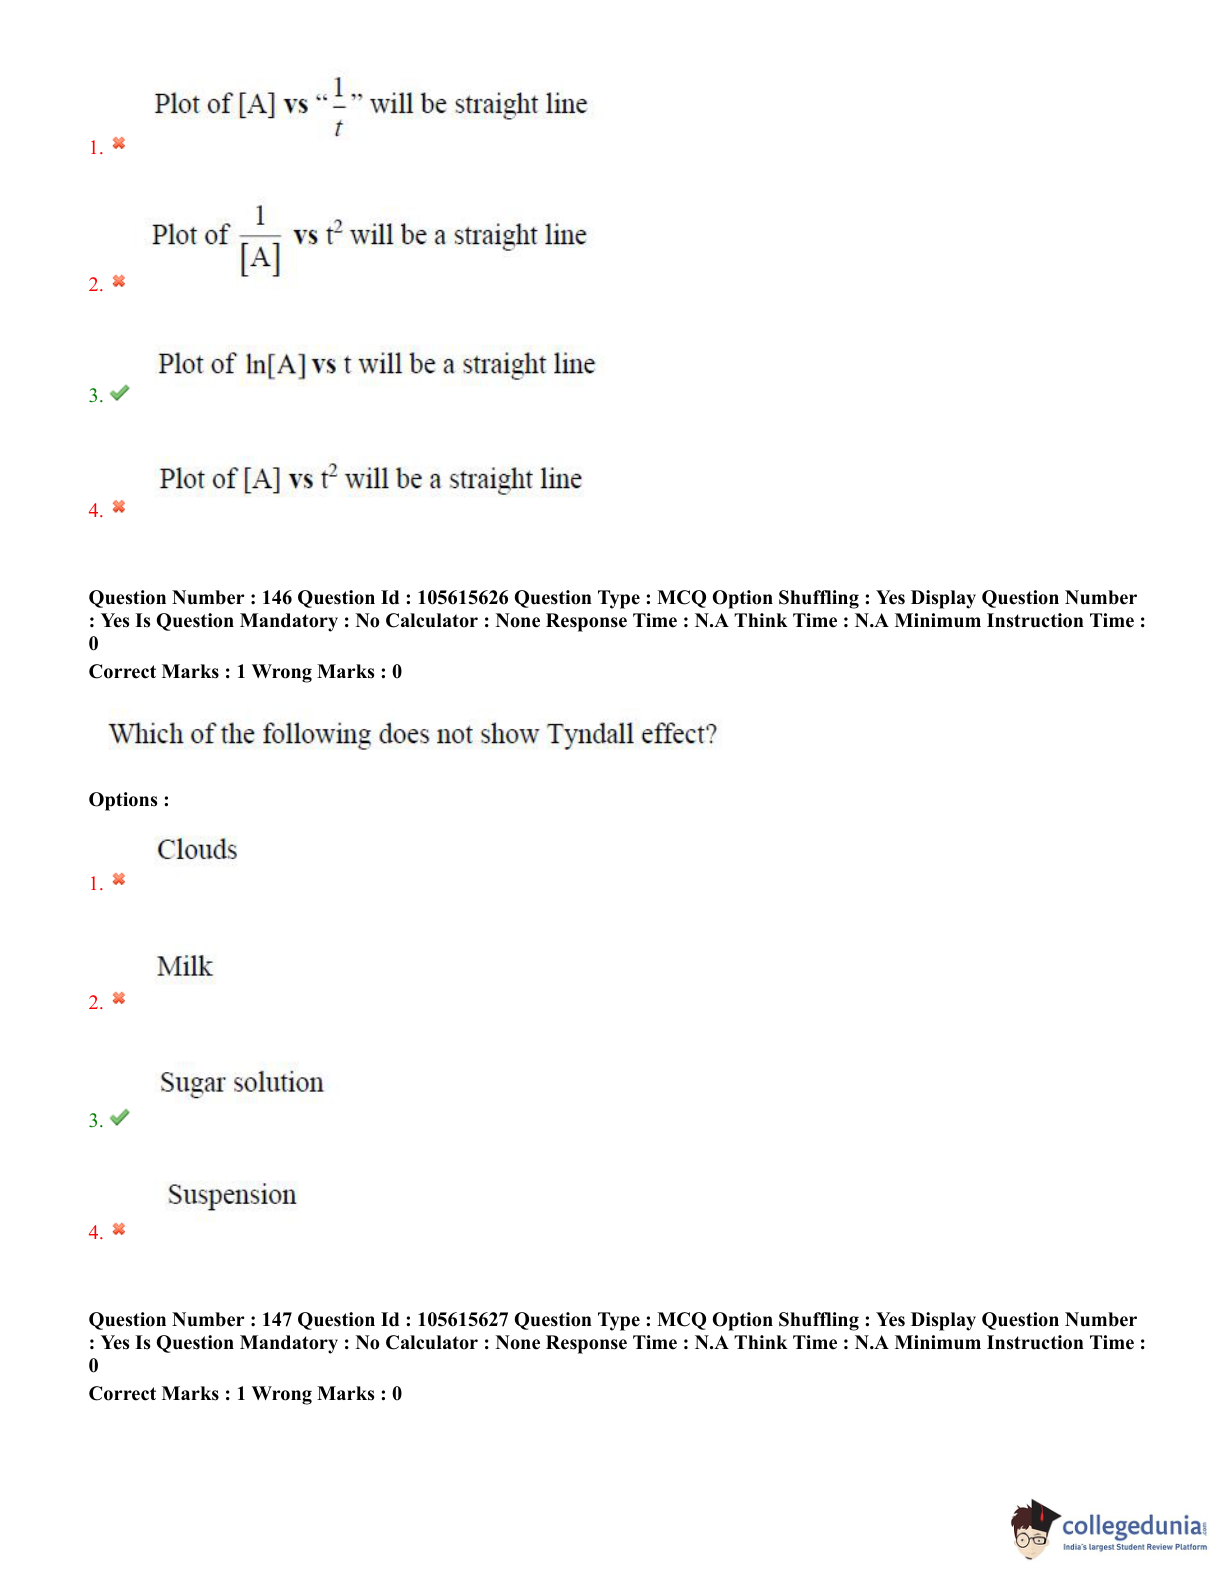 Plot of [A] vs “1/t” will be straight line
1.
Plot of 1/[A] vs t² will be a straight line
2.
Plot of ln[A] vs t will be a straight line
3.
Plot of [A] vs t² will be a straight line
4.
Question Number : 146 Question Id : 105615626 Question Type : MCQ Option Shuffling : Yes Display Question Number
: Yes Is Question Mandatory : No Calculator : None Response Time : N.A Think Time : N.A Minimum Instruction Time :
0
Correct Marks : 1 Wrong Marks : 0
Which of the following does not show Tyndall effect?
Options :
Clouds
1.
Milk
2.
Sugar solution
3.
Suspension
4.
Question Number : 147 Question Id : 105615627 Question Type : MCQ Option Shuffling : Yes Display Question Number
: Yes Is Question Mandatory : No Calculator : None Response Time : N.A Think Time : N.A Minimum Instruction Time :
0
Correct Marks : 1 Wrong Marks : 0
collegedunia.com
India's largest Student Review Platform